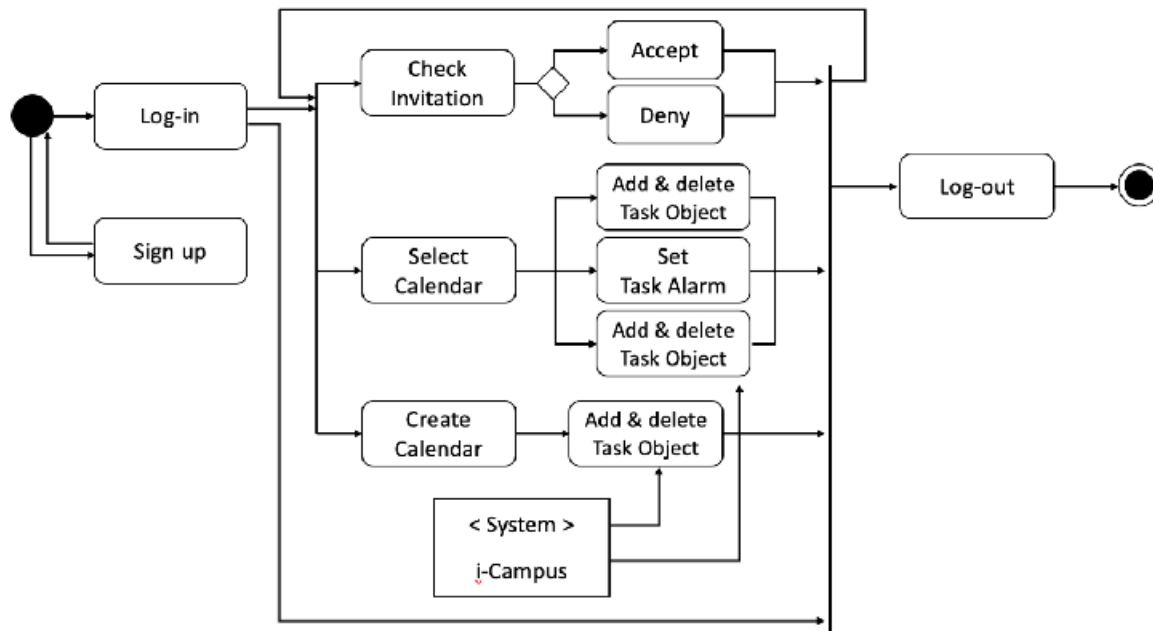 Log-in
Sign up
Check
Invitation
Accept
Deny
Select
Calendar
Add & delete
Task Object
Set
Task Alarm
Add & delete
Task Object
Create
Calendar
Add & delete
Task Object
< System >
i-Campus
Log-out